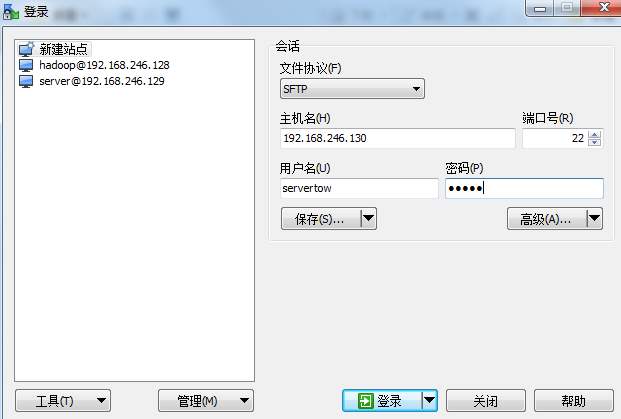 登录
新建站点
hadoop@192.168.246.128
server@192.168.246.129
会话
文件协议(F)
SFTP
主机名(H) 端口号(R)
192.168.246.130 22
用户名(U) 密码(P)
servertow ●●●●●
保存(S)... 高级(A)...
工具(T) 管理(M) 登录 关闭 帮助